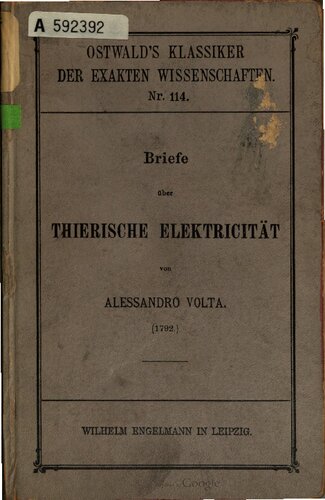 A 592392
OSTWALD'S KLASSIKER
DER EXAKTEN WISSENSCHAFTEN.
Nr. 114.
Briefe
über
THIERISCHE ELEKTRICITÄT
von
ALESSANDRO VOLTA.
(1792.)
WILHELM ENGELMANN IN LEIPZIG.
Google